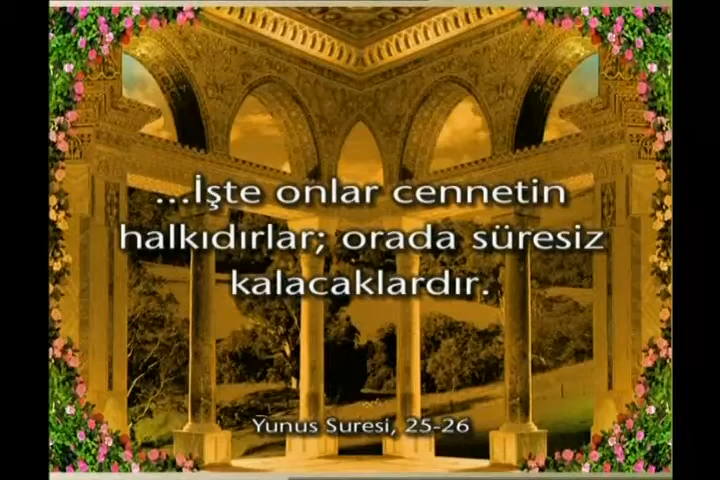 ...İşte onlar cennetin
halkıdırlar; orada süresiz
kalacaklardır.
Yunus Suresi, 25-26